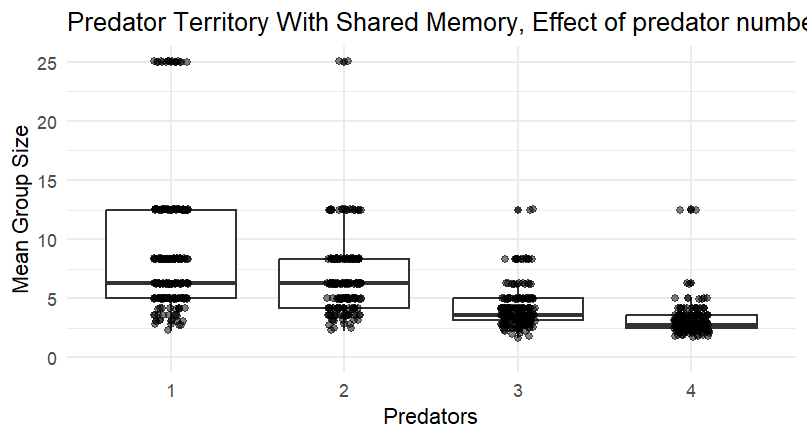 Predator Territory With Shared Memory, Effect of predator numbe
25
20
15
10
5
0
Mean Group Size
1 2 3 4
Predators